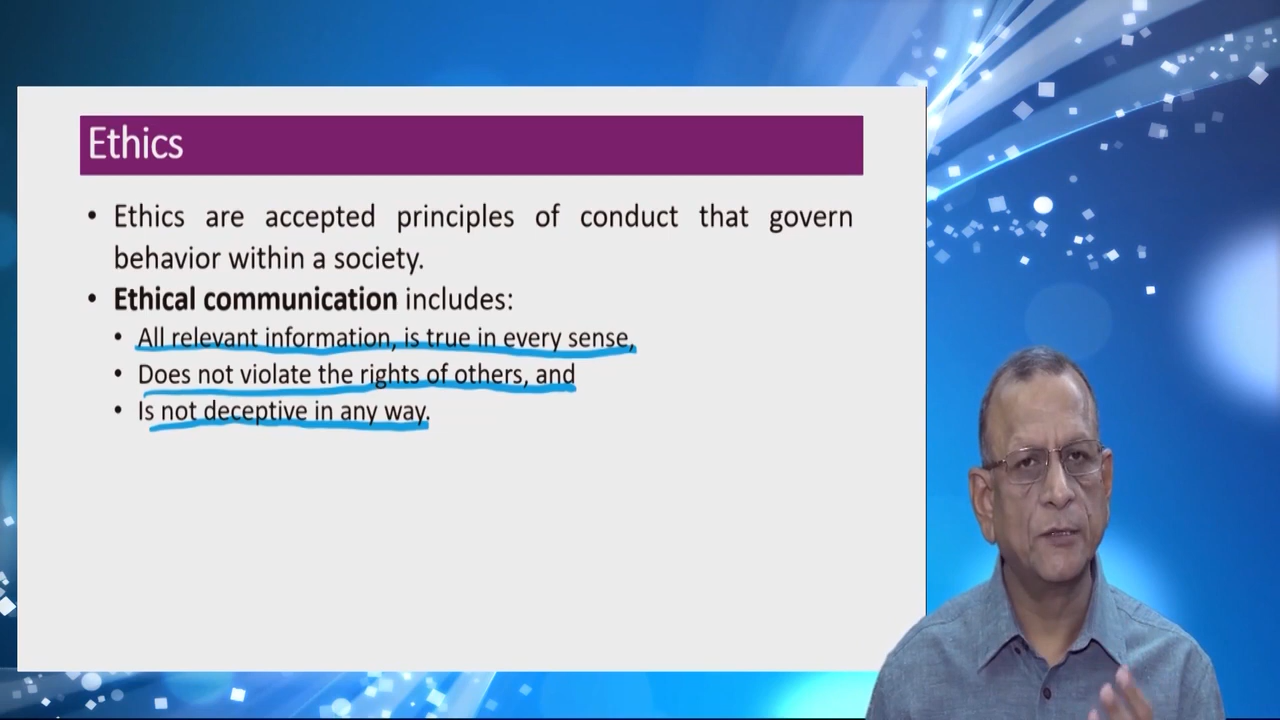 Ethics
• Ethics are accepted principles of conduct that govern
behavior within a society.
• Ethical communication includes:
• All relevant information, is true in every sense,
• Does not violate the rights of others, and
• Is not deceptive in any way.